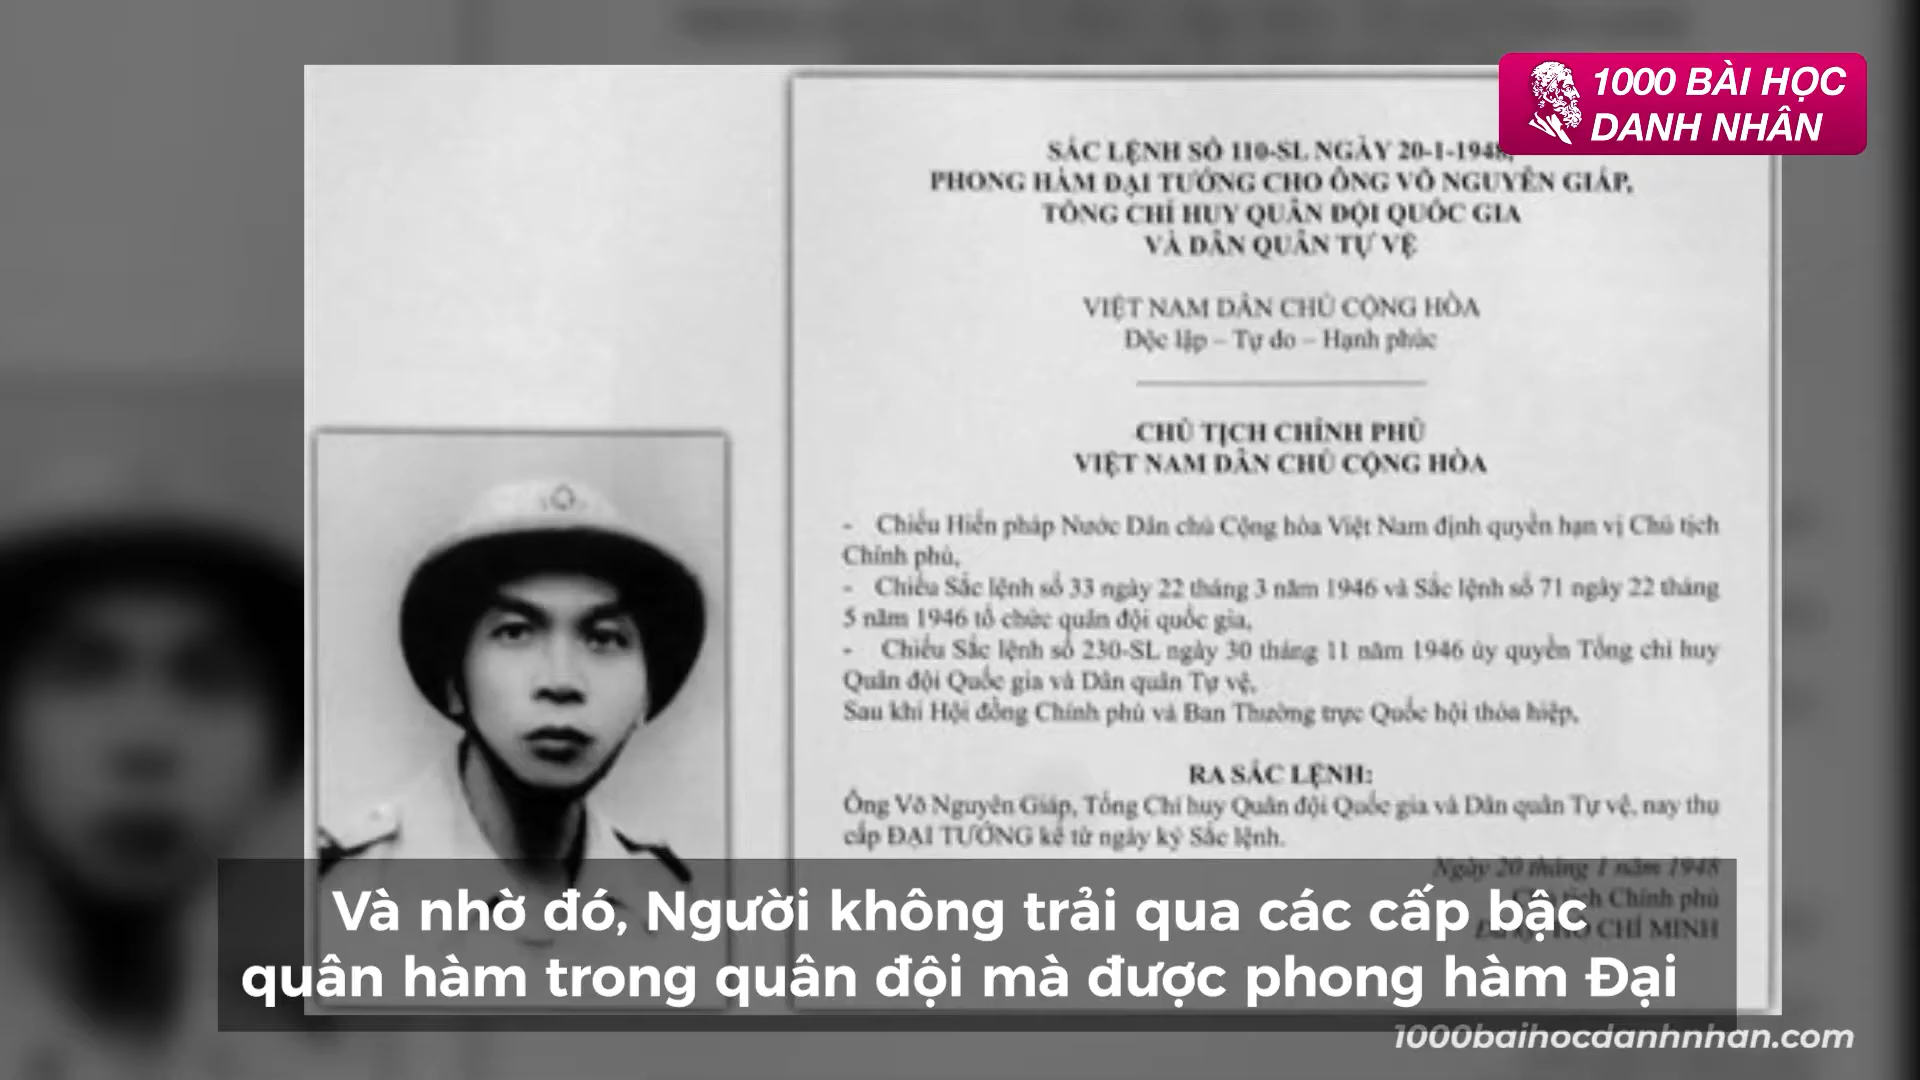 1000 BÀI HỌC
DANH NHÂN
SẮC LỆNH SỐ 110-SL NGÀY 20-1-1948,
PHONG HÀM ĐẠI TƯỚNG CHO ÔNG VÕ NGUYÊN GIÁP,
TỔNG CHỈ HUY QUÂN ĐỘI QUỐC GIA
VÀ DÂN QUÂN TỰ VỆ
VIỆT NAM DÂN CHỦ CỘNG HÒA
Độc lập – Tự do – Hạnh phúc
CHỦ TỊCH CHÍNH PHỦ
VIỆT NAM DÂN CHỦ CỘNG HÒA
- Chiếu Hiến pháp Nước Dân chủ Cộng hòa Việt Nam định quyền hạn vị Chủ tịch
Chính phủ,
- Chiếu Sắc lệnh số 33 ngày 22 tháng 3 năm 1946 và Sắc lệnh số 71 ngày 22 tháng
5 năm 1946 tổ chức quân đội quốc gia,
- Chiếu Sắc lệnh số 230-SL ngày 30 tháng 11 năm 1946 ủy quyền Tổng chỉ huy
Quân đội Quốc gia và Dân quân Tự vệ,
Sau khi Hội đồng Chính phủ và Ban Thường trực Quốc hội thỏa hiệp,
RA SẮC LỆNH:
Ông Võ Nguyên Giáp, Tổng Chỉ huy Quân đội Quốc gia và Dân quân Tự vệ, nay thụ
cấp ĐẠI TƯỚNG kể từ ngày ký Sắc lệnh.
Ngày 20 tháng 1 năm 1948
Chủ tịch Chính phủ
HỒ CHÍ MINH
Và nhờ đó, Người không trải qua các cấp bậc
quân hàm trong quân đội mà được phong hàm Đại
1000baihocdanhnhan.com